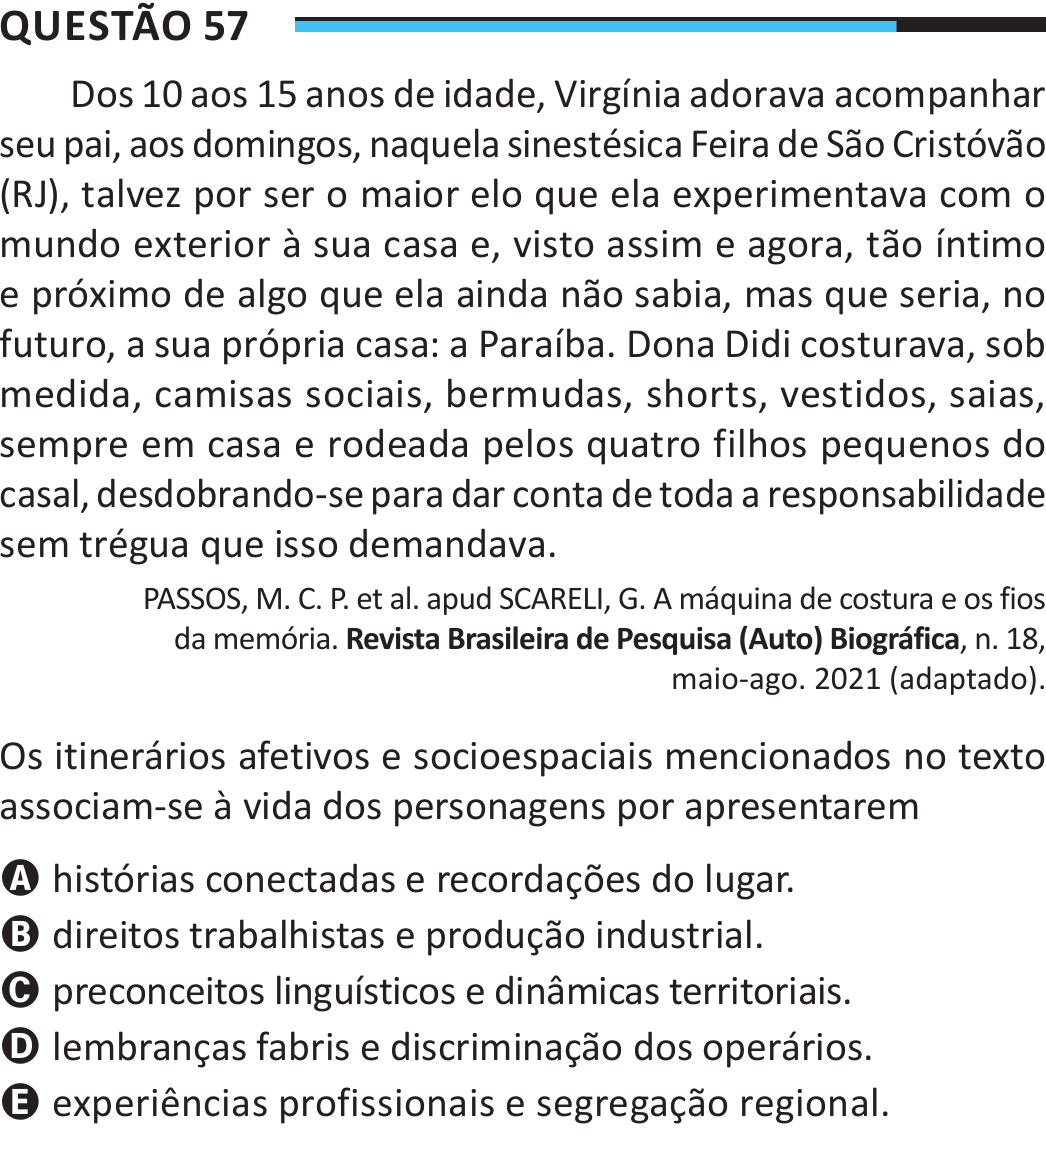 QUESTÃO 57
Dos 10 aos 15 anos de idade, Virgínia adorava acompanhar
seu pai, aos domingos, naquela sinestésica Feira de São Cristóvão
(RJ), talvez por ser o maior elo que ela experimentava com o
mundo exterior à sua casa e, visto assim e agora, tão íntimo
e próximo de algo que ela ainda não sabia, mas que seria, no
futuro, a sua própria casa: a Paraíba. Dona Didi costurava, sob
medida, camisas sociais, bermudas, shorts, vestidos, saias,
sempre em casa e rodeada pelos quatro filhos pequenos do
casal, desdobrando-se para dar conta de toda a responsabilidade
sem trégua que isso demandava.
PASSOS, M. C. P. et al. apud SCARELI, G. A máquina de costura e os fios
da memória. Revista Brasileira de Pesquisa (Auto) Biográfica, n. 18,
maio-ago. 2021 (adaptado).
Os itinerários afetivos e socioespaciais mencionados no texto
associam-se à vida dos personagens por apresentarem
A histórias conectadas e recordações do lugar.
B direitos trabalhistas e produção industrial.
C preconceitos linguísticos e dinâmicas territoriais.
D lembranças fabris e discriminação dos operários.
E experiências profissionais e segregação regional.